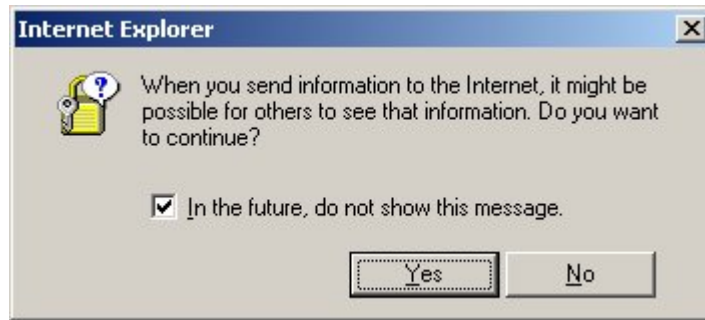 Internet Explorer
When you send information to the Internet, it might be
possible for others to see that information. Do you want
to continue?
In the future, do not show this message.
Yes
No